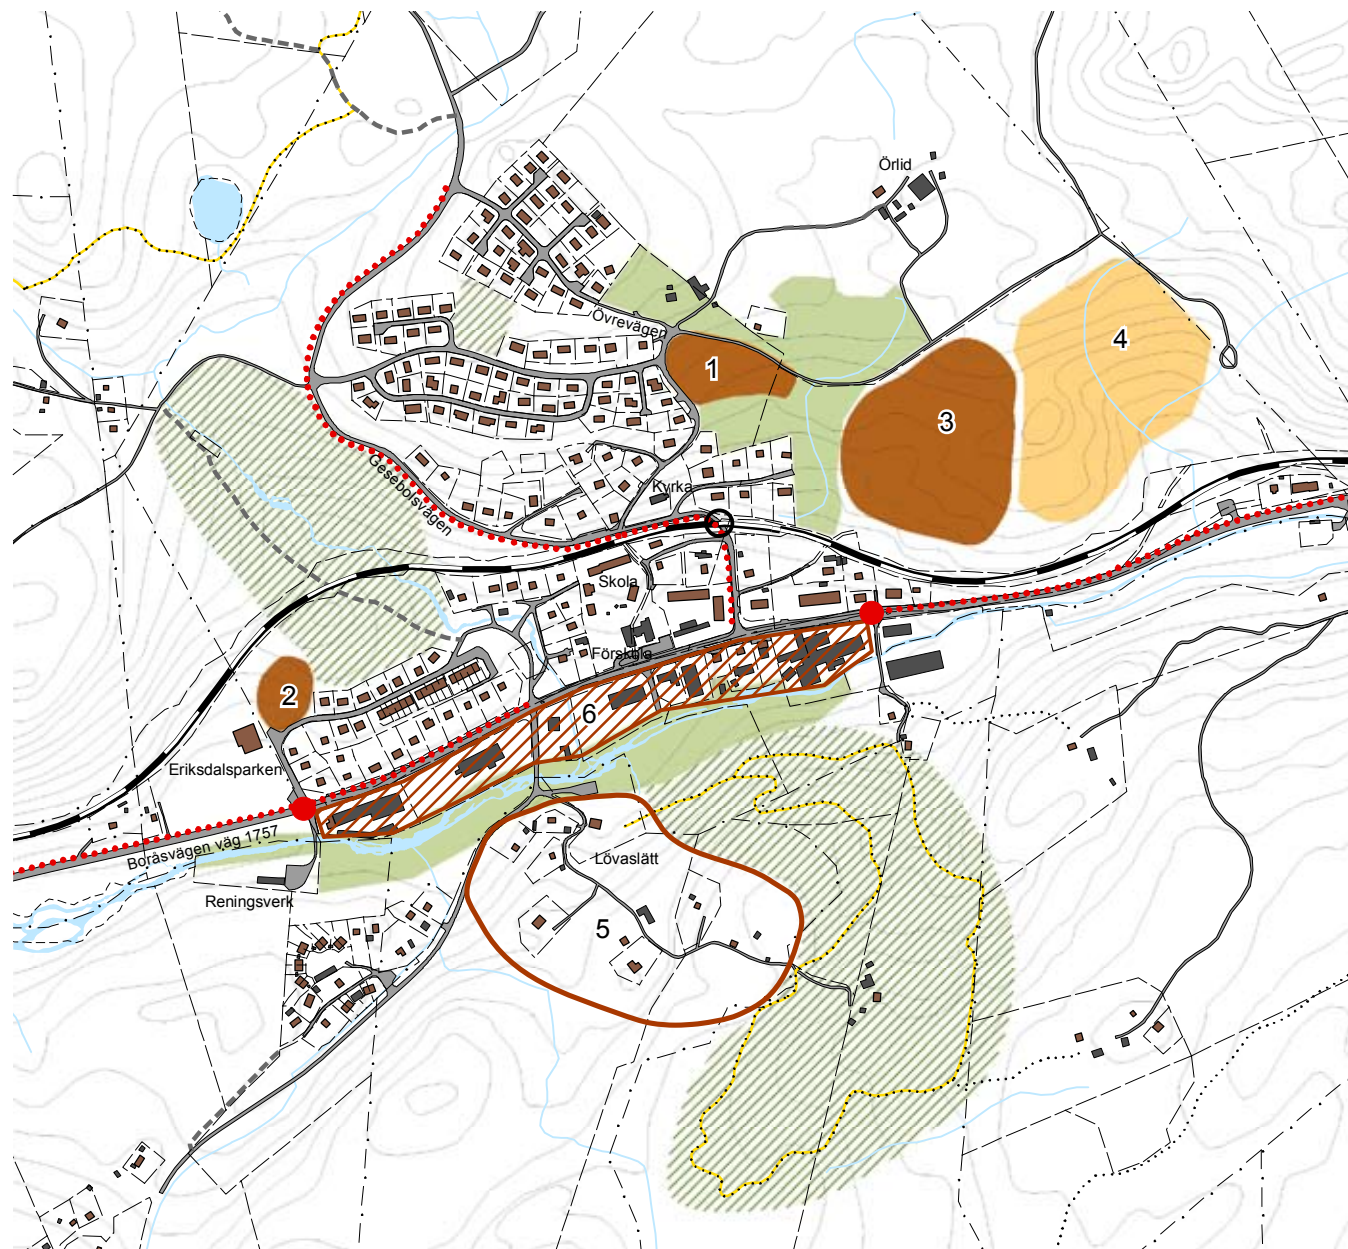 Örlid
Övrevägen
1
4
3
Gesebolsvägen
Kyrka
Skola
Förskola
2
6
Eriksdalsparken
Boråsvägen väg 1757
Lövaslätt
Reningsverk
5